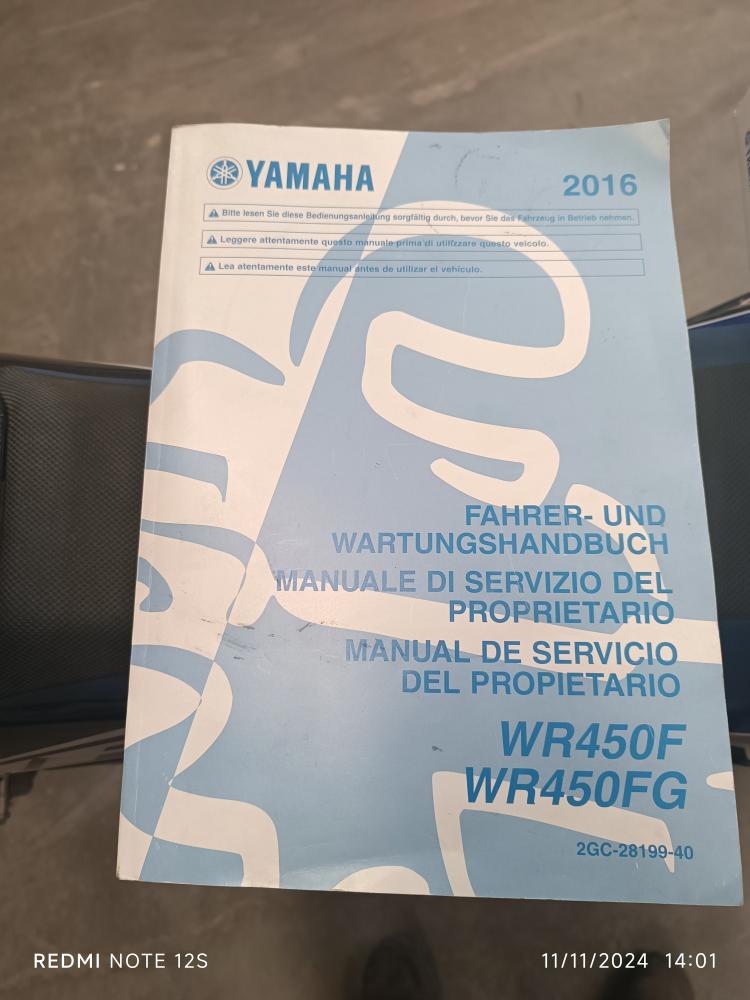 YAMAHA
2016
Bitte lesen Sie diese Bedienungsanleitung sorgfältig durch, bevor Sie das Fahrzeug in Betrieb nehmen.
Leggere attentamente questo manuale prima di utilizzare questo veicolo.
Lea atentamente este manual antes de utilizar el vehículo.
FAHRER- UND
WARTUNGSHANDBUCH
MANUALE DI SERVIZIO DEL
PROPRIETARIO
MANUAL DE SERVICIO
DEL PROPIETARIO
WR450F
WR450FG
2GC-28199-40
REDMI NOTE 12S
11/11/2024 14:01